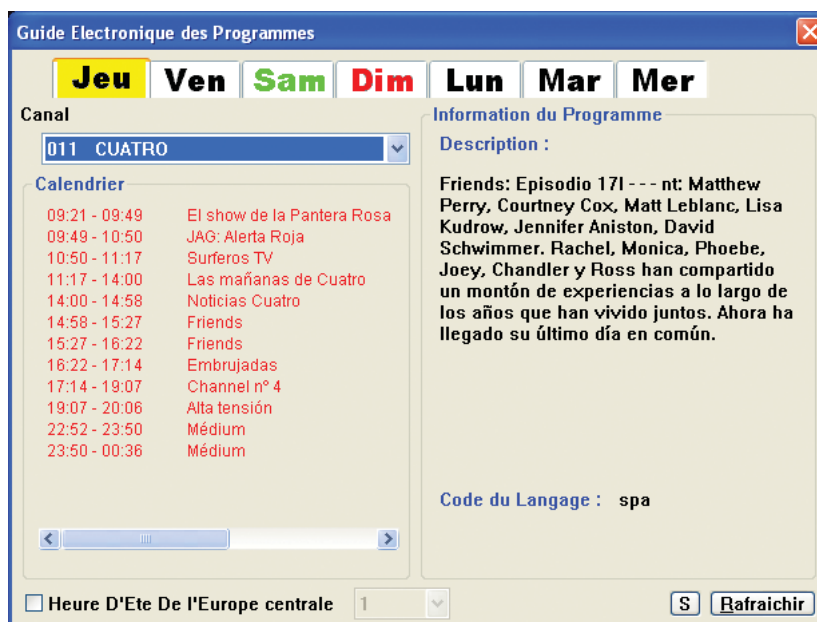 Guide Electronique des Programmes
Jeu Ven Sam Dim Lun Mar Mer
Canal
011 CUATRO
Calendrier
09:21 - 09:49 El show de la Pantera Rosa
09:49 - 10:50 JAG: Alerta Roja
10:50 - 11:17 Surferos TV
11:17 - 14:00 Las mañanas de Cuatro
14:00 - 14:58 Noticias Cuatro
14:58 - 15:27 Friends
15:27 - 16:22 Friends
16:22 - 17:14 Embrujadas
17:14 - 19:07 Channel nº 4
19:07 - 20:06 Alta tensión
22:52 - 23:50 Médium
23:50 - 00:36 Médium
Information du Programme
Description :
Friends: Episodio 17I - - - nt: Matthew
Perry, Courtney Cox, Matt Leblanc, Lisa
Kudrow, Jennifer Aniston, David
Schwimmer. Rachel, Monica, Phoebe,
Joey, Chandler y Ross han compartido
un montón de experiencias a lo largo de
los años que han vivido juntos. Ahora ha
llegado su último día en común.
Code du Langage : spa
Heure D'Ete De l'Europe centrale 1
S Rafraichir